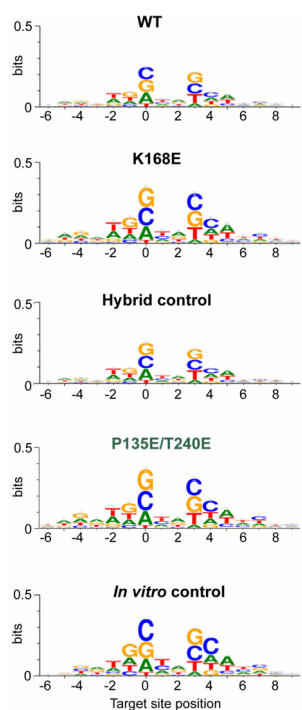 WT
0.5
bits
0
-6 -4 -2 0 2 4 6 8
K168E
0.5
bits
0
-6 -4 -2 0 2 4 6 8
Hybrid control
0.5
bits
0
-6 -4 -2 0 2 4 6 8
P135E/T240E
0.5
bits
0
-6 -4 -2 0 2 4 6 8
In vitro control
0.5
bits
0
-6 -4 -2 0 2 4 6 8
Target site position